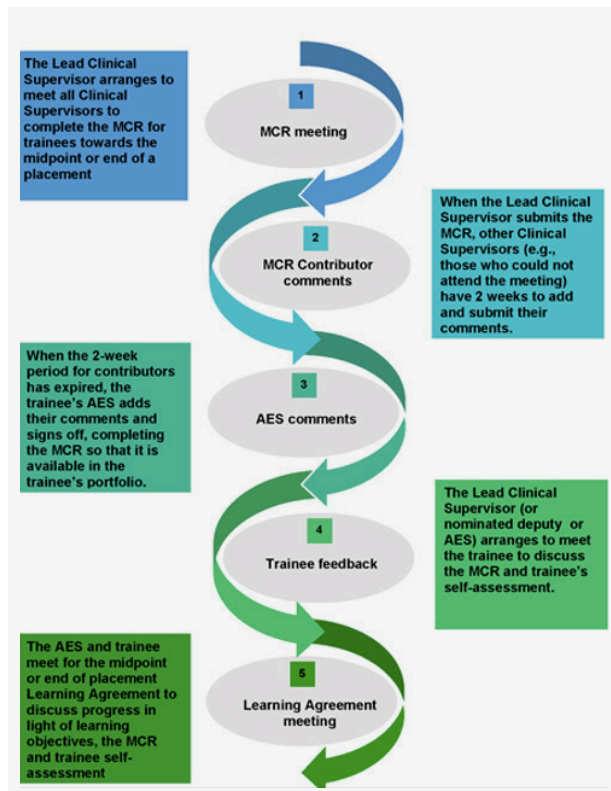 The Lead Clinical
Supervisor arranges to
meet all Clinical
Supervisors to
complete the MCR for
trainees towards the
midpoint or end of a
placement
1
MCR meeting
2
MCR Contributor
comments
When the Lead Clinical
Supervisor submits the
MCR, other Clinical
Supervisors (e.g.,
those who could not
attend the meeting)
have 2 weeks to add
and submit their
comments.
When the 2-week
period for contributors
has expired, the
trainee's AES adds
their comments and
signs off, completing
the MCR so that it is
available in the
trainee's portfolio.
3
AES comments
4
Trainee feedback
The Lead Clinical
Supervisor (or
nominated deputy or
AES) arranges to meet
the trainee to discuss
the MCR and trainee's
self-assessment.
The AES and trainee
meet for the midpoint
or end of placement
Learning Agreement to
discuss progress in
light of learning
objectives, the MCR
and trainee self-
assessment
5
Learning Agreement
meeting